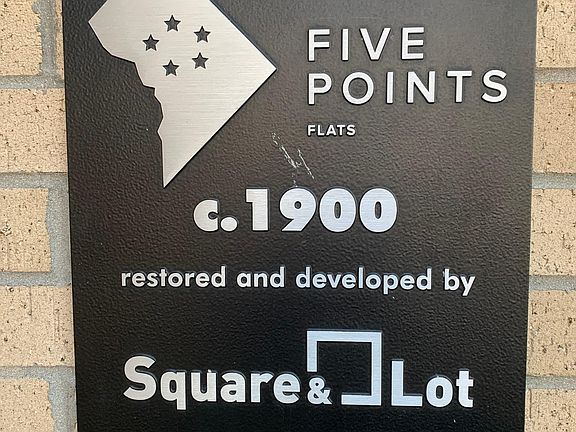 FIVE
POINTS
FLATS
c.1900
restored and developed by
Square & Lot